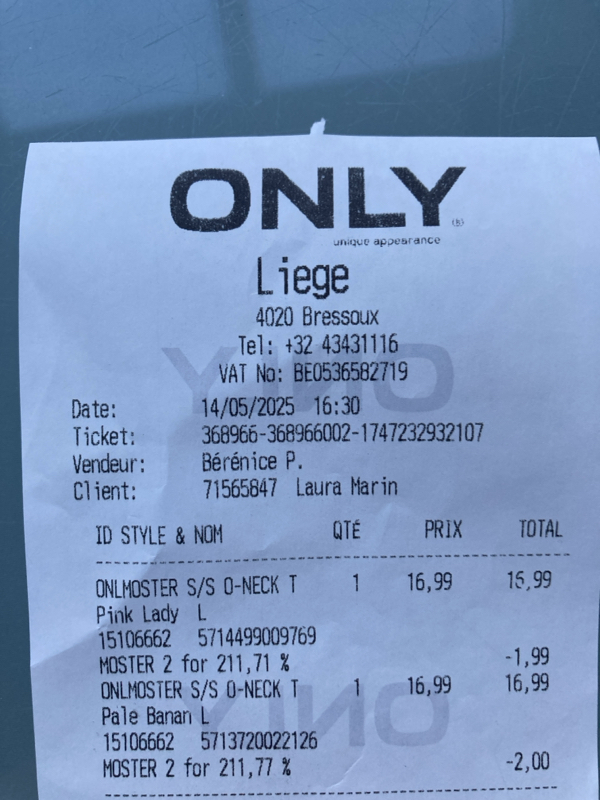 ONLY
unique appearance
Liege
4020 Bressoux
Tel: +32 43431116
VAT No: BE0536582719
Date: 14/05/2025 16:30
Ticket: 368966-368966002-1747232932107
Vendeur: Bérénice P.
Client: 71565847 Laura Marin
ID STYLE & NOM QTÉ PRIX TOTAL
ONLMOSTER S/S O-NECK T 1 16,99 16,99
Pink Lady L
15106662 5714499009769
MOSTER 2 for 211,71 % -1,99
ONLMOSTER S/S O-NECK T 1 16,99 16,99
Pale Banan L
15106662 5713720022126
MOSTER 2 for 211,77 % -2,00